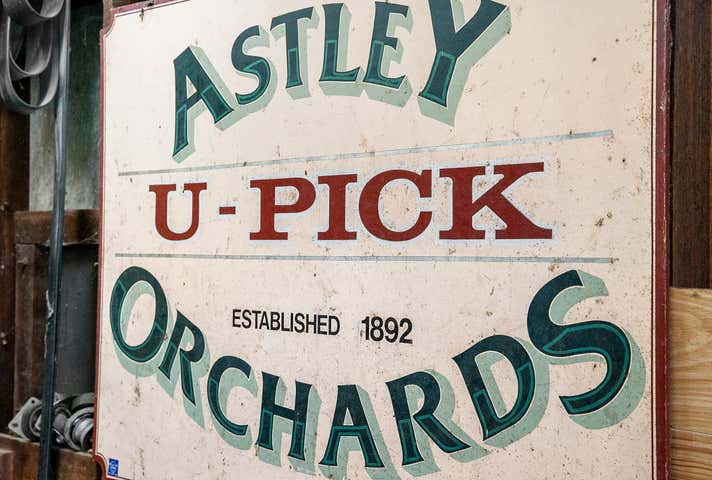 ASTLEY
U-PICK
ESTABLISHED 1892
ORCHARDS